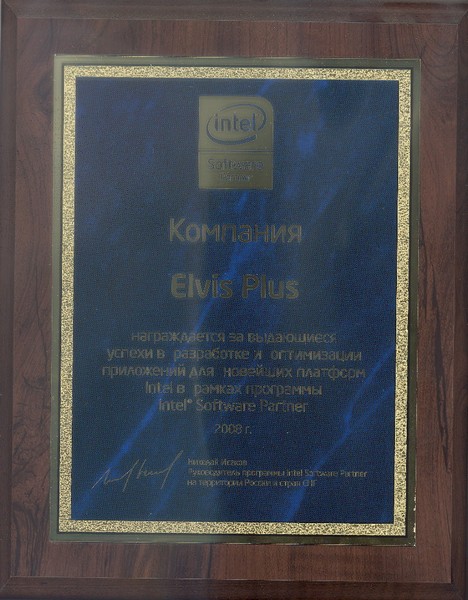 intel
Software
Компания
Elvis Plus
награждается за выдающиеся
успехи в разработке и оптимизации
приложений для новейших платфсом
Intel в рамках программы
Intel® Software Partner
2008 г.
Николай Исаков
Руководитель программы Intel Software Partner
на территории России и стран СНГ